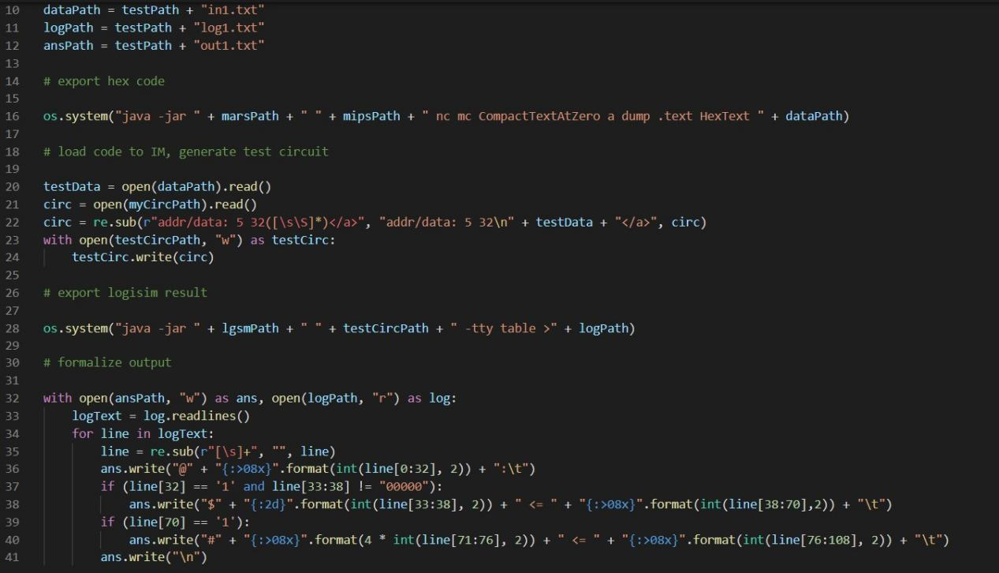 10 dataPath = testPath + "in1.txt"
11 logPath = testPath + "log1.txt"
12 ansPath = testPath + "out1.txt"
13
14 # export hex code
15
16 os.system("java -jar " + marsPath + " " + mipsPath + " nc mc CompactTextAtZero a dump .text HexText " + dataPath)
17
18 # load code to IM, generate test circuit
19
20 testData = open(dataPath).read()
21 circ = open(myCircPath).read()
22 circ = re.sub(r"addr/data: 5 32([\s\S]*)</a>", "addr/data: 5 32\n" + testData + "</a>", circ)
23 with open(testCircPath, "w") as testCirc:
24     testCirc.write(circ)
25
26 # export logisim result
27
28 os.system("java -jar " + lgsmPath + " " + testCircPath + " -tty table >" + logPath)
29
30 # formalize output
31
32 with open(ansPath, "w") as ans, open(logPath, "r") as log:
33     logText = log.readlines()
34     for line in logText:
35         line = re.sub(r"[\s]+", "", line)
36         ans.write("@" + "{:>08x}".format(int(line[0:32], 2)) + ":\t")
37         if (line[32] == '1' and line[33:38] != "00000"):
38             ans.write("$" + "{:2d}".format(int(line[33:38], 2)) + " <= " + "{:>08x}".format(int(line[38:70],2)) + "\t")
39         if (line[70] == '1'):
40             ans.write("#" + "{:>08x}".format(4 * int(line[71:76], 2)) + " <= " + "{:>08x}".format(int(line[76:108], 2)) + "\t")
41         ans.write("\n")